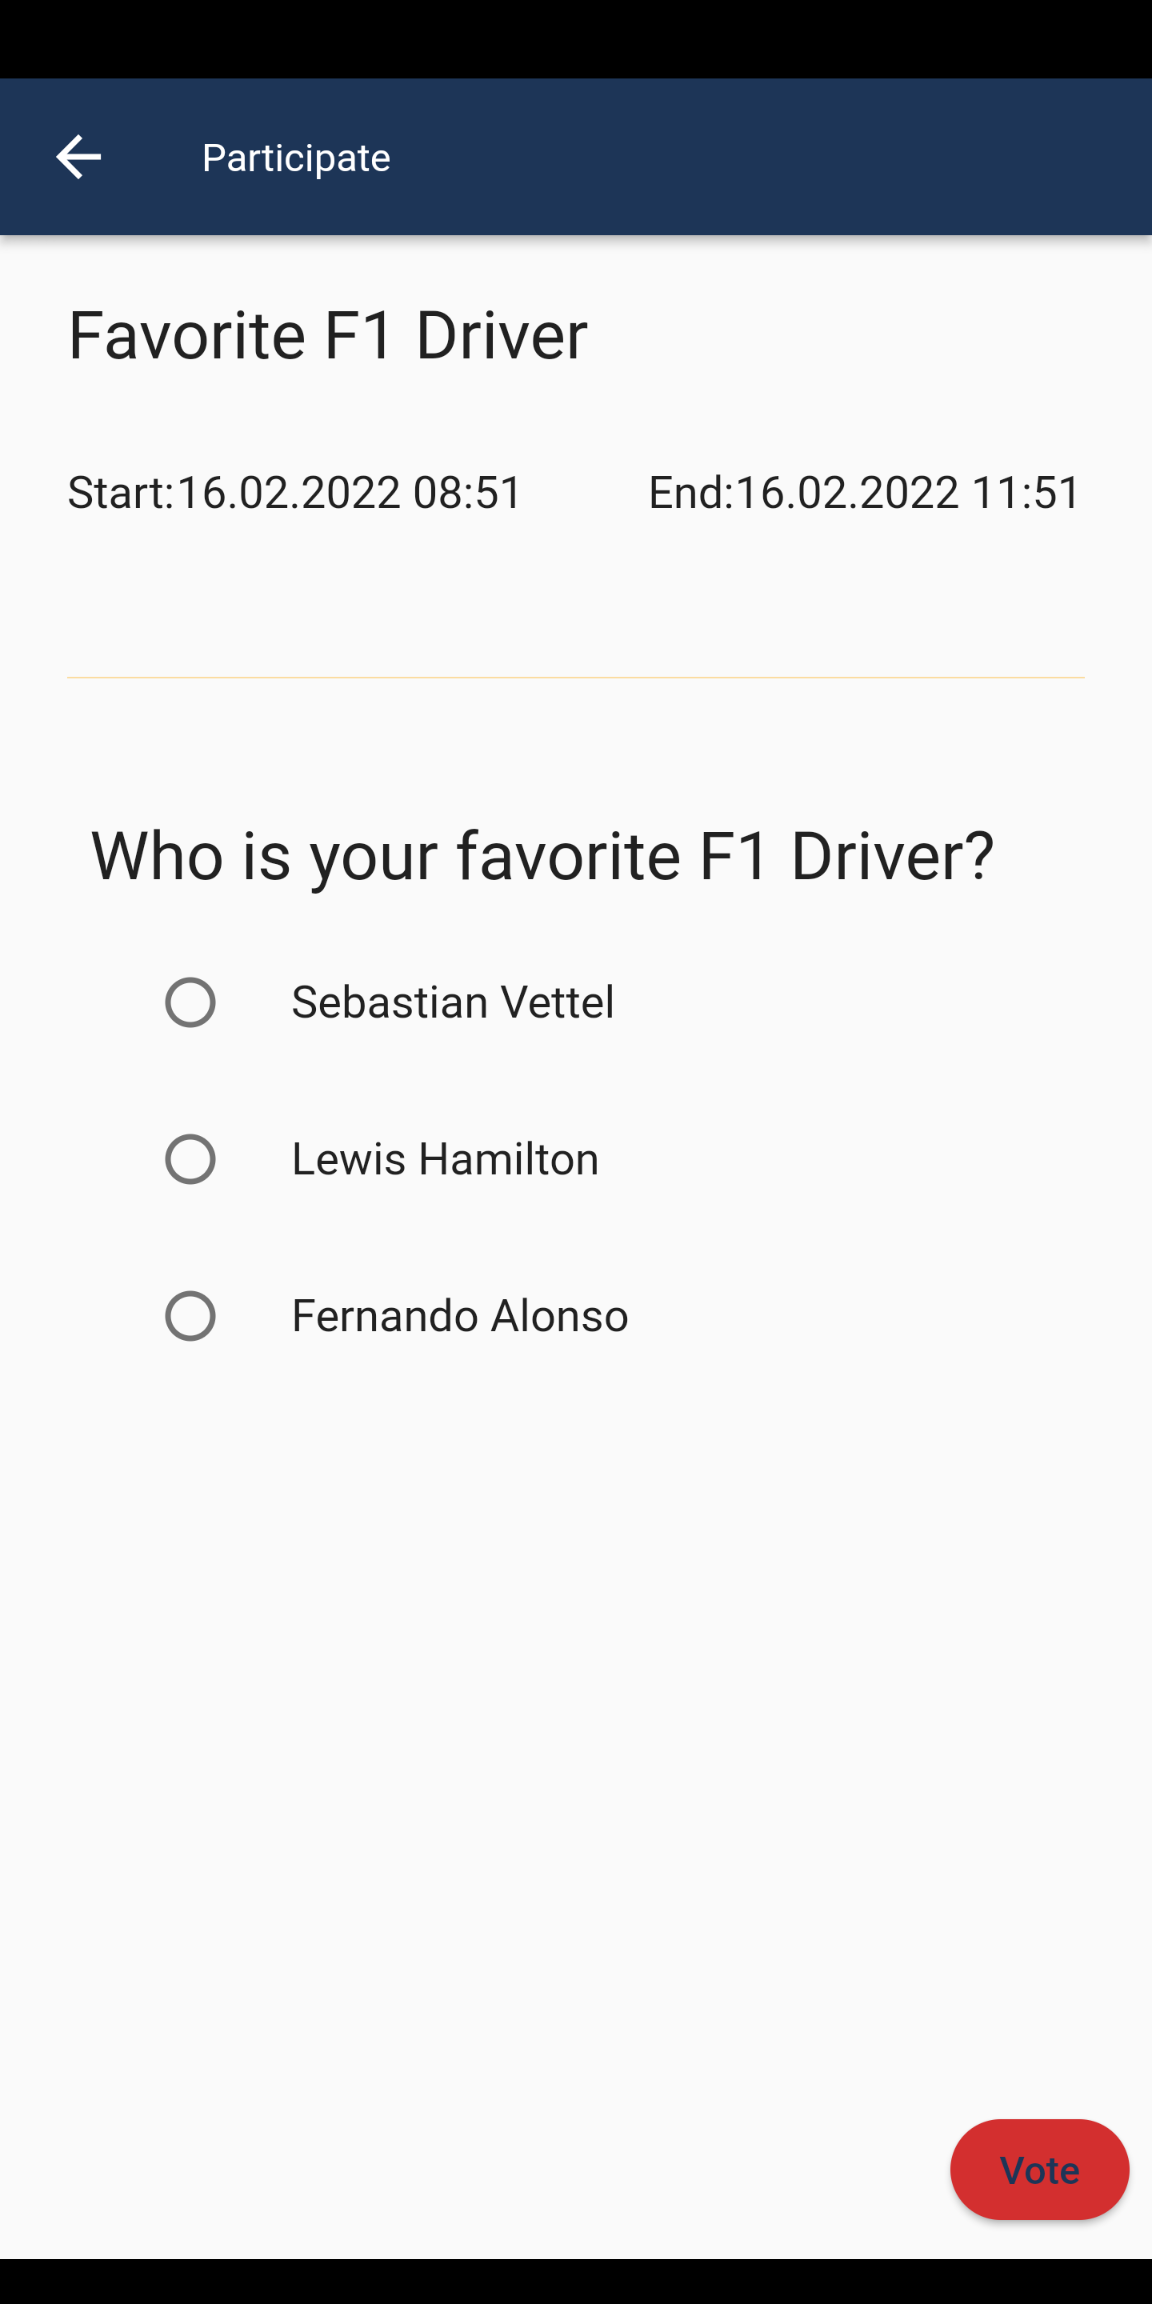 Participate
Favorite F1 Driver
Start:16.02.2022 08:51 End:16.02.2022 11:51
Who is your favorite F1 Driver?
Sebastian Vettel
Lewis Hamilton
Fernando Alonso
Vote